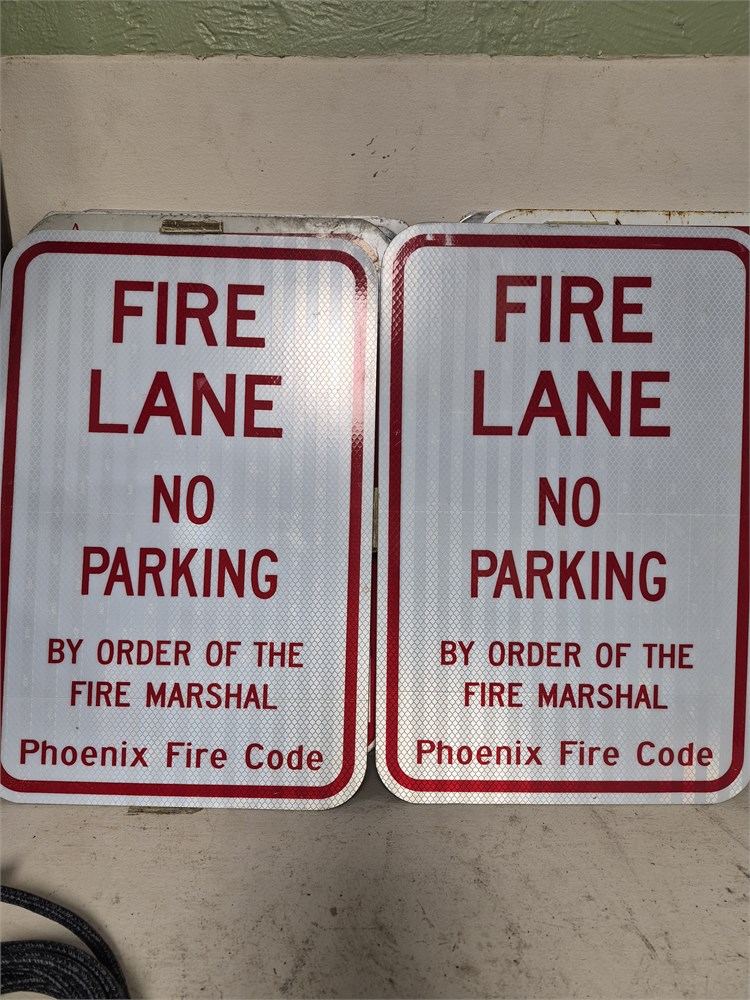 FIRE
LANE
NO
PARKING
BY ORDER OF THE
FIRE MARSHAL
Phoenix Fire Code
FIRE
LANE
NO
PARKING
BY ORDER OF THE
FIRE MARSHAL
Phoenix Fire Code